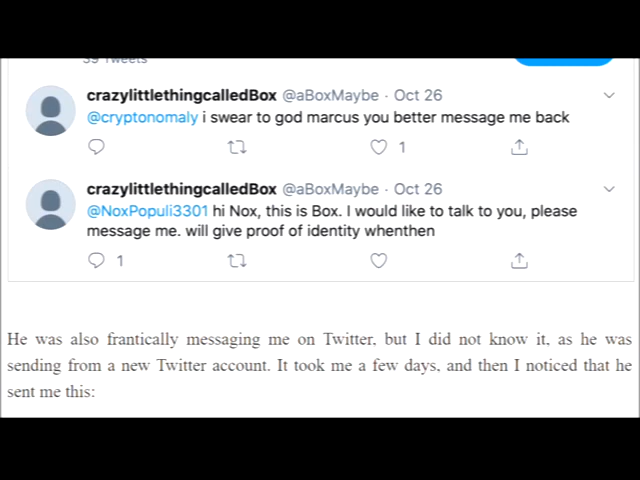 39 Tweets
crazylittlethingcalledBox @aBoxMaybe · Oct 26
@cryptonomaly i swear to god marcus you better message me back
1
crazylittlethingcalledBox @aBoxMaybe · Oct 26
@NoxPopuli3301 hi Nox, this is Box. I would like to talk to you, please
message me. will give proof of identity whenthen
1
He was also frantically messaging me on Twitter, but I did not know it, as he was
sending from a new Twitter account. It took me a few days, and then I noticed that he
sent me this: